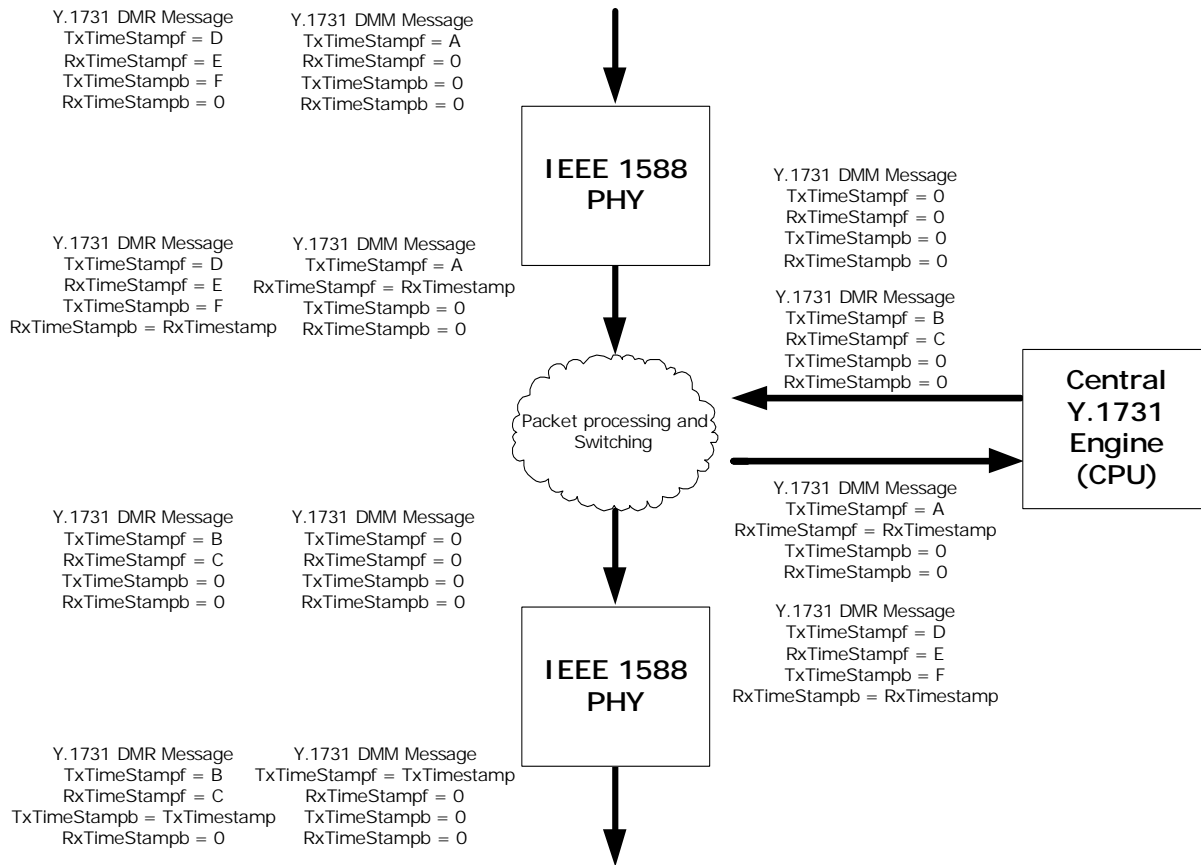 Y.1731 DMR Message
TxTimeStampf = D
RxTimeStampf = E
TxTimeStampb = F
RxTimeStampb = 0
Y.1731 DMM Message
TxTimeStampf = A
RxTimeStampf = 0
TxTimeStampb = 0
RxTimeStampb = 0
IEEE 1588
PHY
Y.1731 DMR Message
TxTimeStampf = D
RxTimeStampf = E
TxTimeStampb = F
RxTimeStampb = RxTimestamp
Y.1731 DMM Message
TxTimeStampf = A
RxTimeStampf = RxTimestamp
TxTimeStampb = 0
RxTimeStampb = 0
Y.1731 DMM Message
TxTimeStampf = 0
RxTimeStampf = 0
TxTimeStampb = 0
RxTimeStampb = 0
Y.1731 DMR Message
TxTimeStampf = B
RxTimeStampf = C
TxTimeStampb = 0
RxTimeStampb = 0
Packet processing and
Switching
Central
Y.1731
Engine
(CPU)
Y.1731 DMM Message
TxTimeStampf = A
RxTimeStampf = RxTimestamp
TxTimeStampb = 0
RxTimeStampb = 0
Y.1731 DMR Message
TxTimeStampf = D
RxTimeStampf = E
TxTimeStampb = F
RxTimeStampb = RxTimestamp
Y.1731 DMR Message
TxTimeStampf = B
RxTimeStampf = C
TxTimeStampb = 0
RxTimeStampb = 0
Y.1731 DMM Message
TxTimeStampf = 0
RxTimeStampf = 0
TxTimeStampb = 0
RxTimeStampb = 0
IEEE 1588
PHY
Y.1731 DMR Message
TxTimeStampf = B
RxTimeStampf = C
TxTimeStampb = TxTimestamp
RxTimeStampb = 0
Y.1731 DMM Message
TxTimeStampf = TxTimestamp
RxTimeStampf = 0
TxTimeStampb = 0
RxTimeStampb = 0